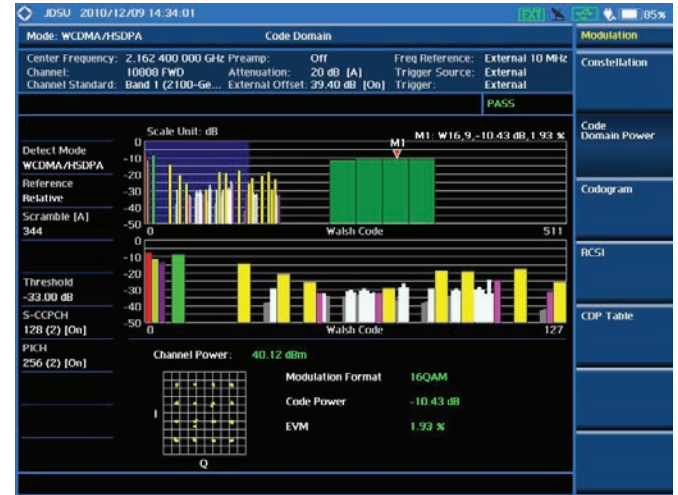 JDSU 2010/12/09 14:34:01 EXT 85%
Mode: WCDMA/HSDPA Code Domain Modulation
Center Frequency: 2.162 400 000 GHz Preamp: Off Freq Reference: External 10 MHz
Channel: 10808 FWD Attenuation: 20 dB [A] Trigger Source: External
Channel Standard: Band 1 (2100-Ge... External Offset: 39.40 dB [On] Trigger: External
Constellation
PASS
Scale Unit: dB
M1: W16,9,-10.43 dB,1.93 %
Code
Domain Power
Detect Mode
WCDMA/HSDPA
Reference
Relative
Scramble [A]
344
0
-10
-20
-30
-40
-50
M1
0 Walsh Code 511
Codogram
0
-10
-20
-30
-40
-50
0 Walsh Code 127
RCSI
Threshold
-33.00 dB
S-CCPCH
128 (2) [On]
PICH
256 (2) [On]
CDP Table
Channel Power: 40.12 dBm
Modulation Format 16QAM
Code Power -10.43 dB
EVM 1.93 %
I
Q